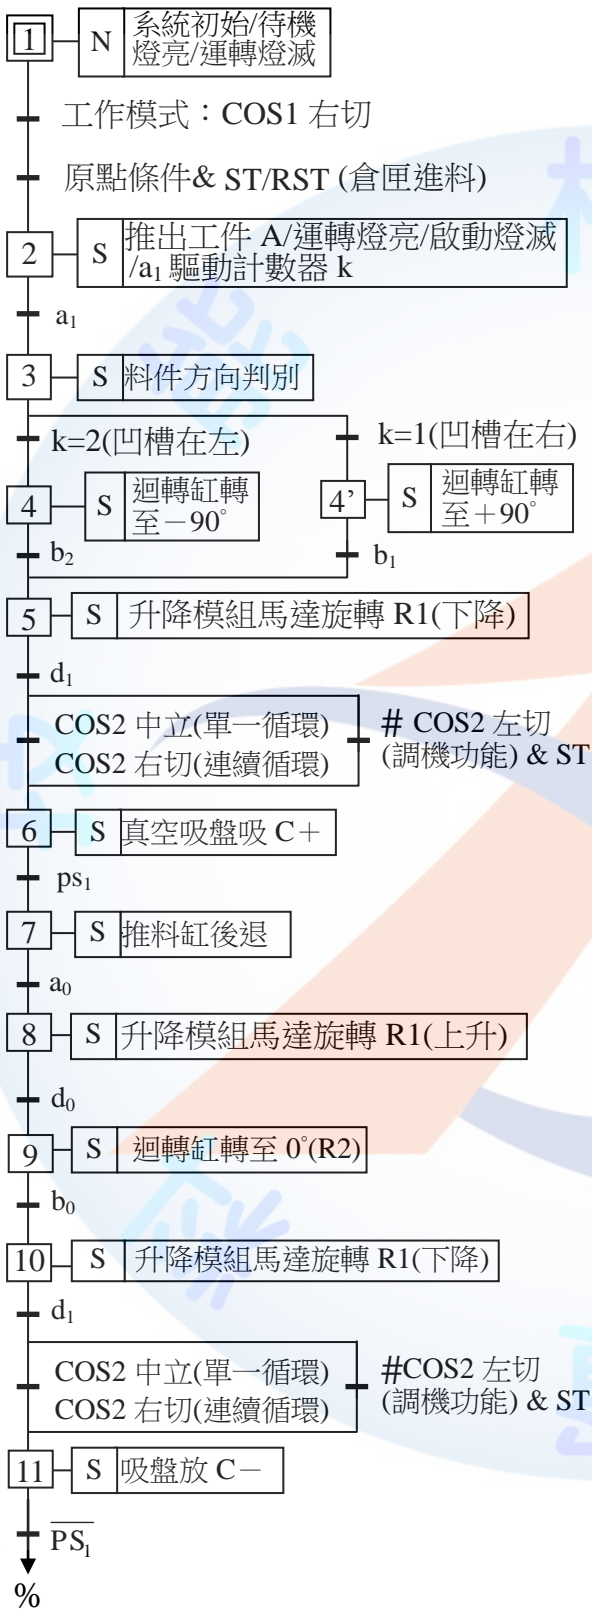 1
N
系統初始/待機
燈亮/運轉燈滅
工作模式：COS1 右切
原點條件& ST/RST (倉匣進料)
2
S
推出工件 A/運轉燈亮/啟動燈滅
/a₁ 驅動計數器 k
a₁
3
S
料件方向判別
k=2(凹槽在左)
k=1(凹槽在右)
4
S
迴轉缸轉
至－90°
4’
S
迴轉缸轉
至＋90°
b₂
b₁
5
S
升降模組馬達旋轉 R1(下降)
d₁
COS2 中立(單一循環)
COS2 右切(連續循環)
# COS2 左切
(調機功能) & ST
6
S
真空吸盤吸 C＋
ps₁
7
S
推料缸後退
a₀
8
S
升降模組馬達旋轉 R1(上升)
d₀
9
S
迴轉缸轉至 0°(R2)
b₀
10
S
升降模組馬達旋轉 R1(下降)
d₁
COS2 中立(單一循環)
COS2 右切(連續循環)
#COS2 左切
(調機功能) & ST
11
S
吸盤放 C－
P̅S̅₁̅
%